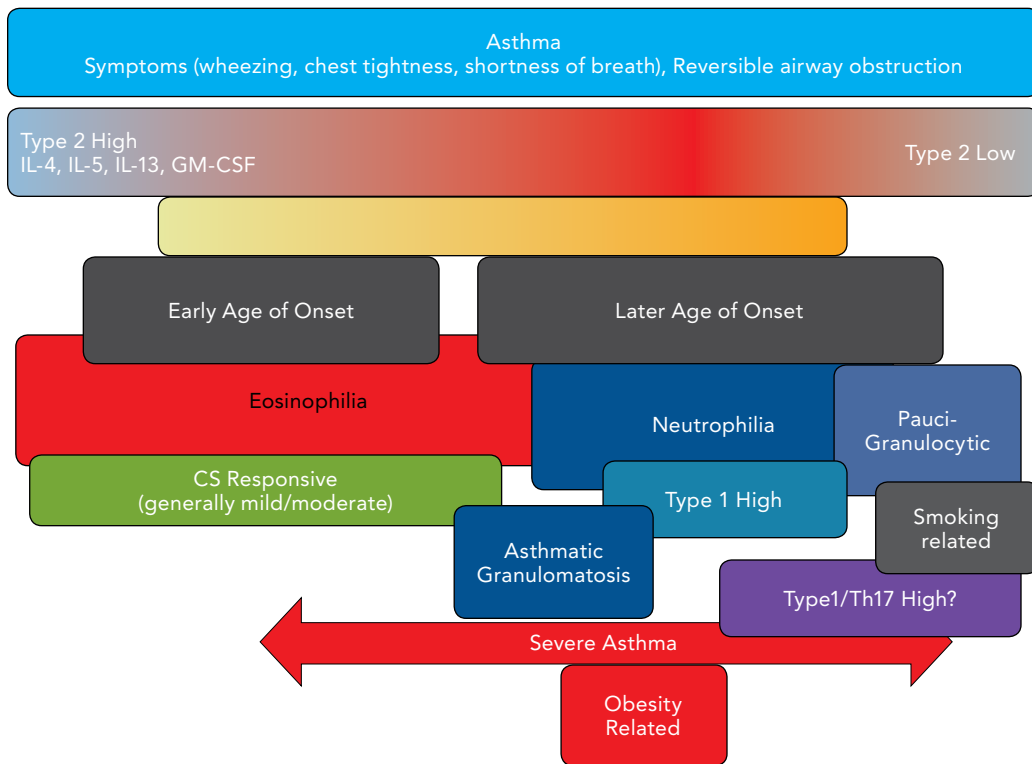 Asthma
Symptoms (wheezing, chest tightness, shortness of breath), Reversible airway obstruction
Type 2 High
IL-4, IL-5, IL-13, GM-CSF
Type 2 Low
Early Age of Onset
Later Age of Onset
Eosinophilia
Neutrophilia
Pauci-
Granulocytic
CS Responsive
(generally mild/moderate)
Type 1 High
Smoking
related
Asthmatic
Granulomatosis
Type1/Th17 High?
Severe Asthma
Obesity
Related